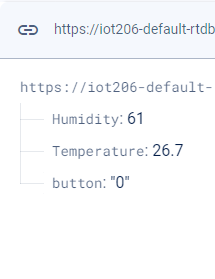 https://iot206-default-rtdb
https://iot206-default-
Humidity: 61
Temperature: 26.7
button: "0"